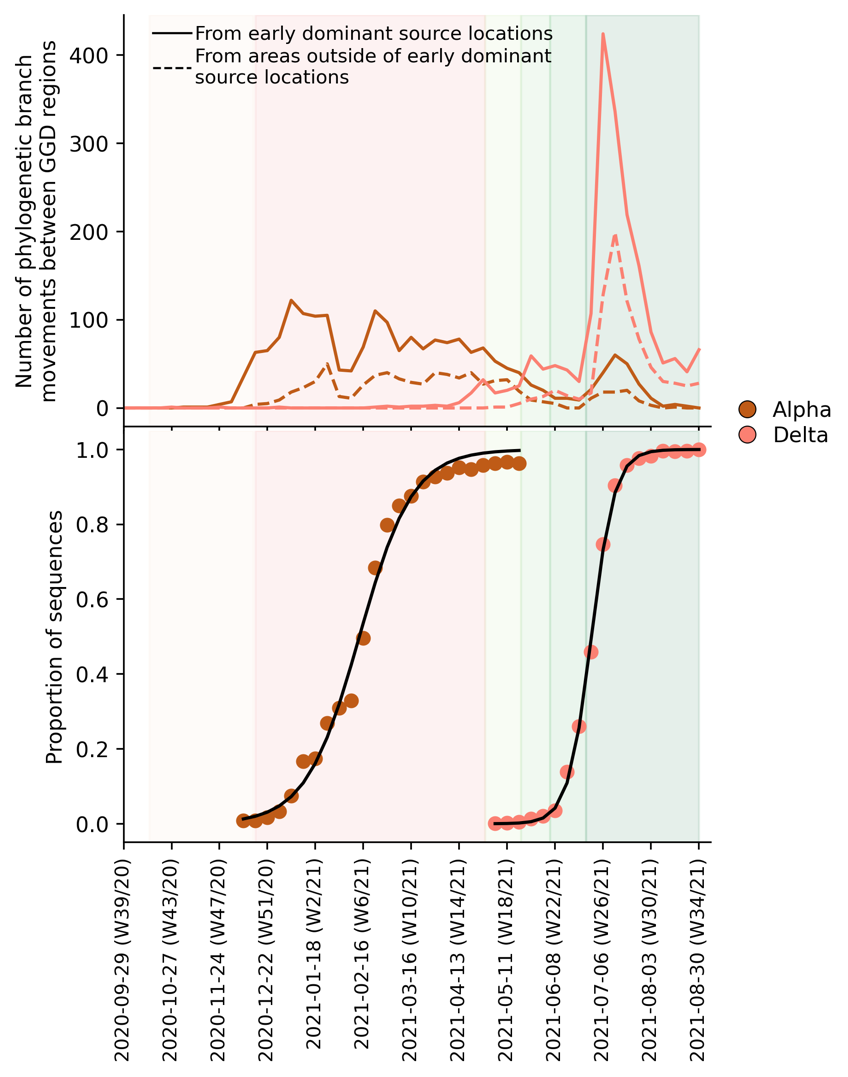 From early dominant source locations
From areas outside of early dominant
source locations
Number of phylogenetic branch
movements between GGD regions
400
300
200
100
0
Alpha
Delta
Proportion of sequences
1.0
0.8
0.6
0.4
0.2
0.0
2020-09-29 (W39/20)
2020-10-27 (W43/20)
2020-11-24 (W47/20)
2020-12-22 (W51/20)
2021-01-18 (W2/21)
2021-02-16 (W6/21)
2021-03-16 (W10/21)
2021-04-13 (W14/21)
2021-05-11 (W18/21)
2021-06-08 (W22/21)
2021-07-06 (W26/21)
2021-08-03 (W30/21)
2021-08-30 (W34/21)